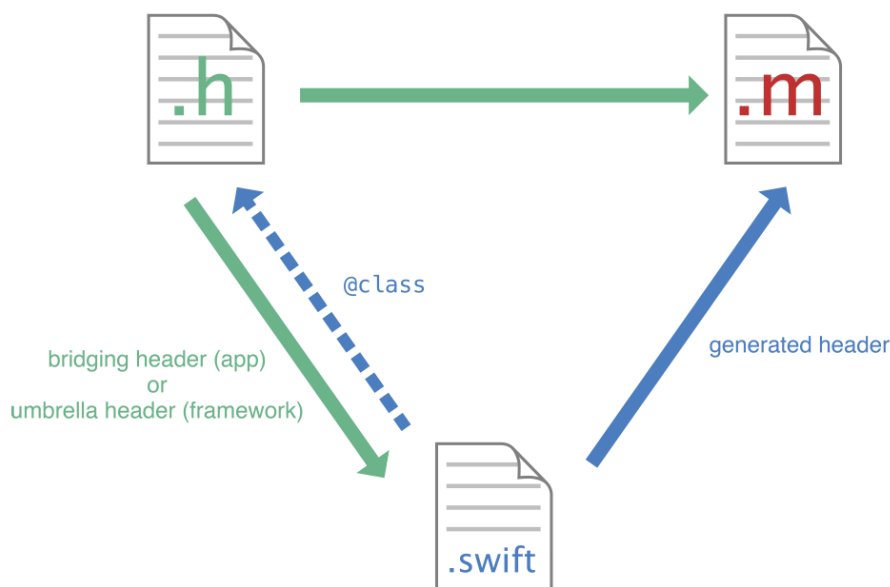 .h
.m
@class
generated header
bridging header (app)
or
umbrella header (framework)
.swift